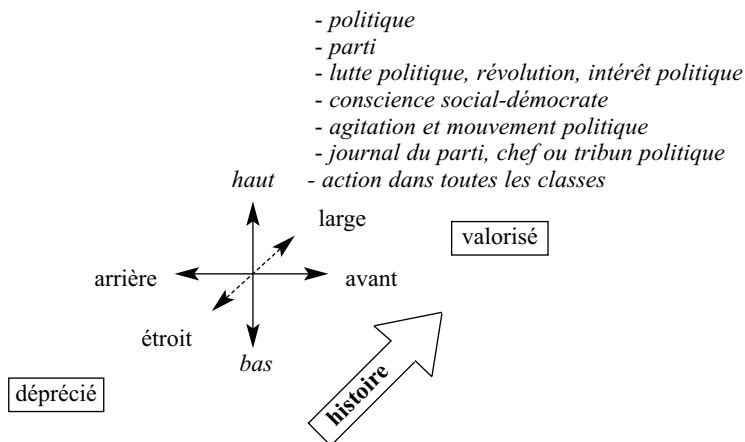 - politique
- parti
- lutte politique, révolution, intérêt politique
- conscience social-démocrate
- agitation et mouvement politique
- journal du parti, chef ou tribun politique
haut - action dans toutes les classes
large
valorisé
arrière avant
étroit
bas
déprécié
histoire